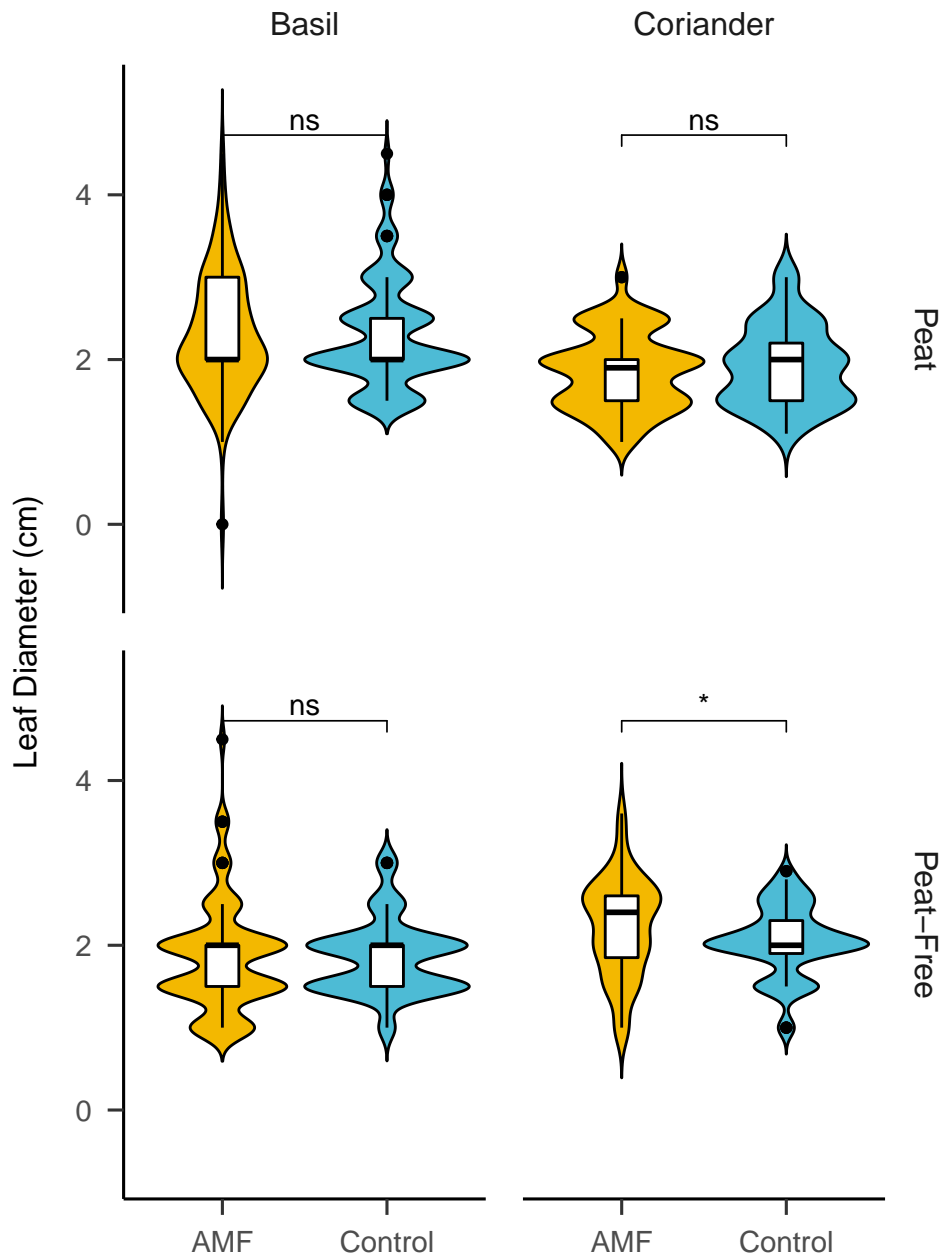 Basil
Coriander
ns
ns
4
2
0
Peat
Leaf Diameter (cm)
ns
*
4
2
0
Peat−Free
AMF
Control
AMF
Control